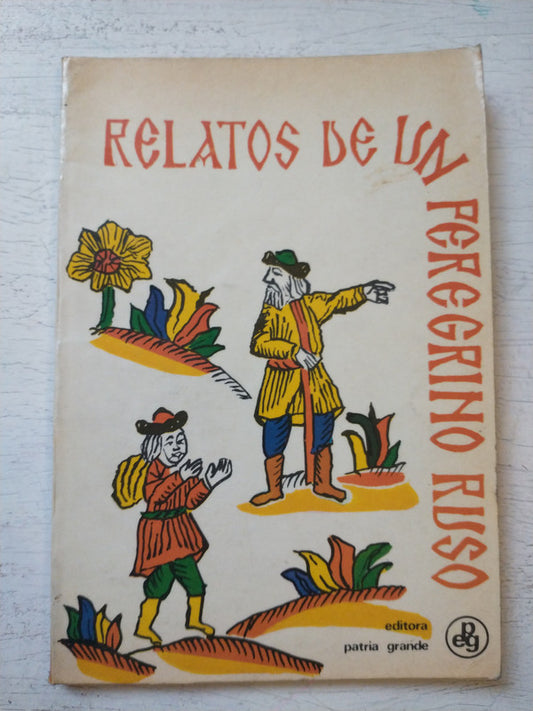 RELATOS DE UN PEREGRINO RUSO
editora
patria grande
peg